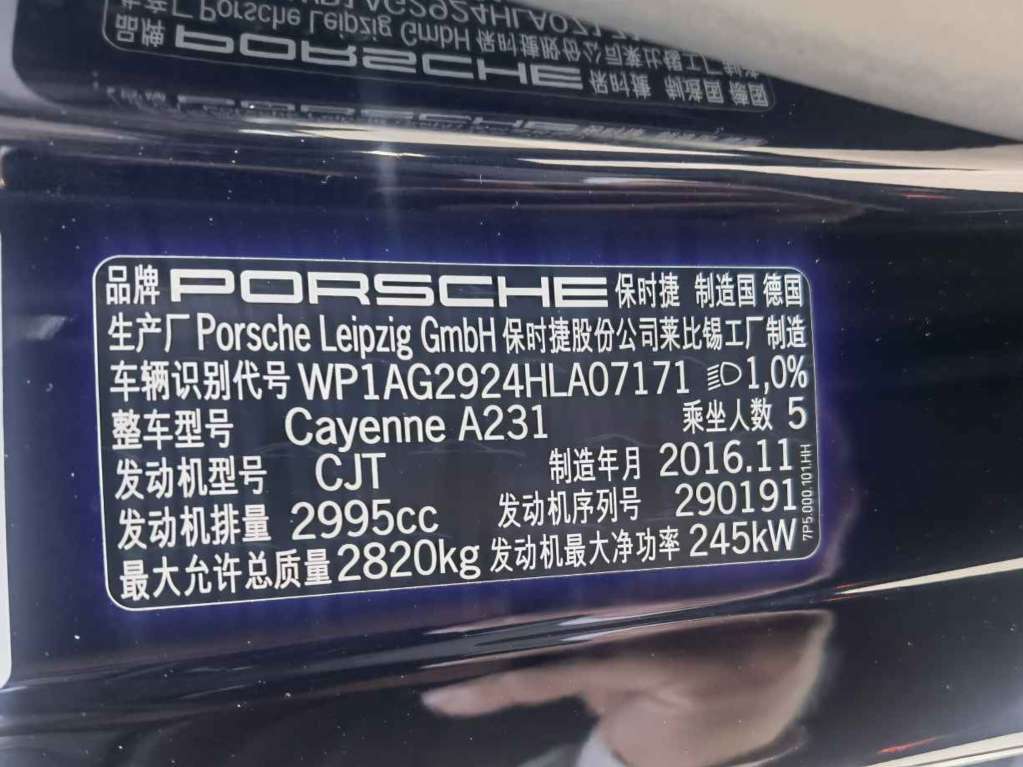 品牌 PORSCHE 保时捷 制造国 德国
生产厂 Porsche Leipzig GmbH 保时捷股份公司莱比锡工厂制造
车辆识别代号 WP1AG2924HLA07171 1,0%
整车型号 Cayenne A231 乘坐人数 5
发动机型号 CJT 制造年月 2016.11
发动机排量 2995cc 发动机序列号 290191
最大允许总质量 2820kg 发动机最大净功率 245kW
7P5.000.101.HH